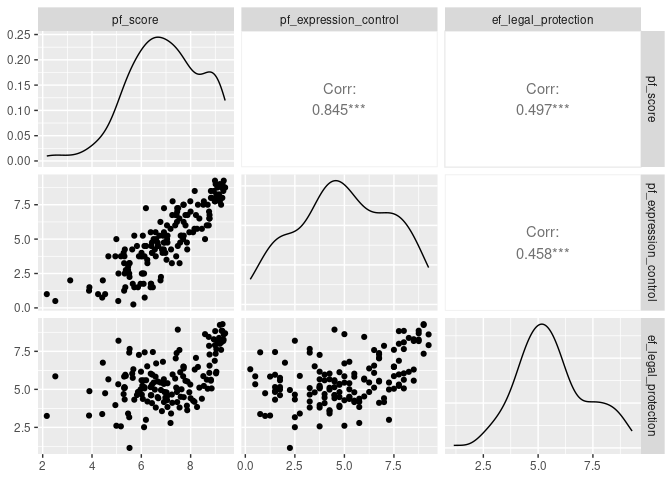 pf_score
pf_expression_control
ef_legal_protection
0.25
0.20
0.15
0.10
0.05
0.00
Corr:
0.845***
Corr:
0.497***
pf_score
7.5
5.0
2.5
0.0
Corr:
0.458***
pf_expression_control
7.5
5.0
2.5
ef_legal_protection
2 4 6 8
0.0 2.5 5.0 7.5
2.5 5.0 7.5